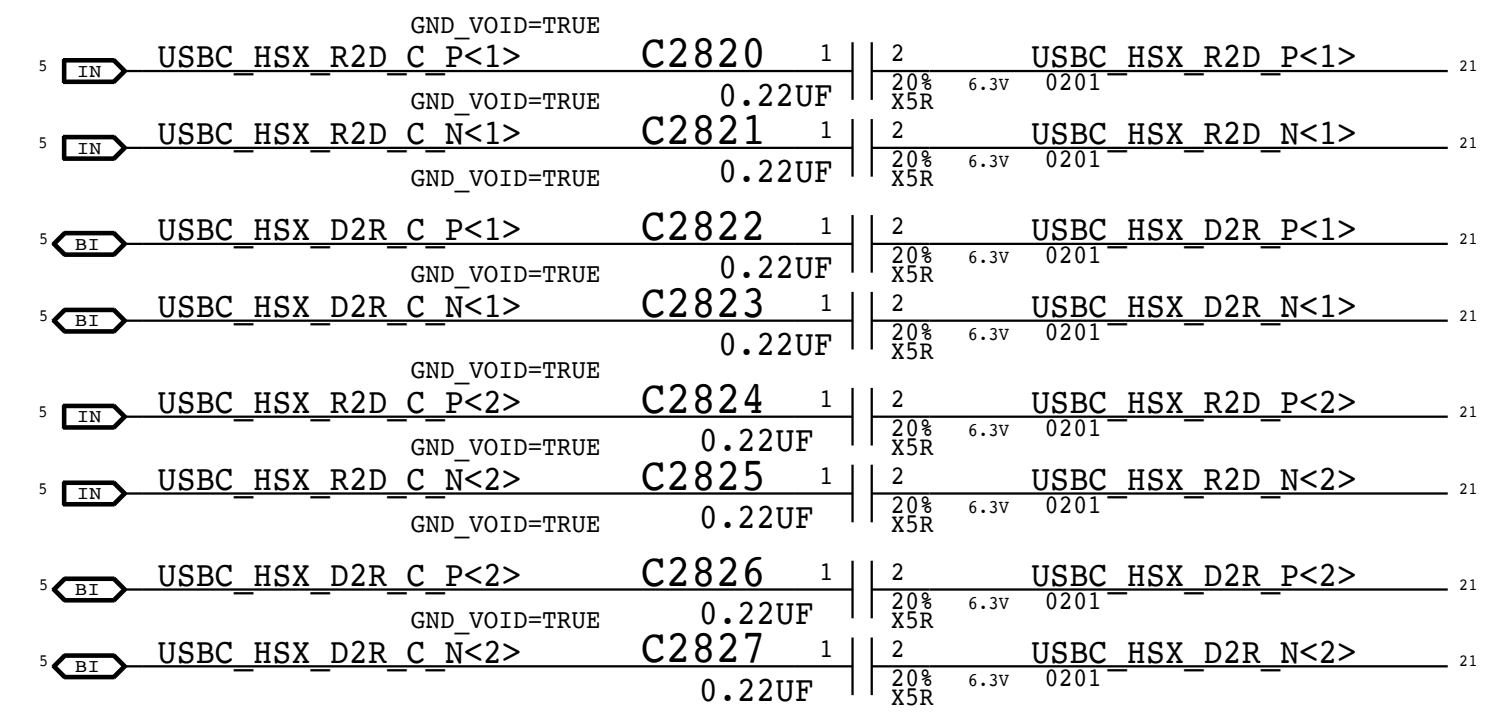 GND_VOID=TRUE
5 IN USBC_HSX_R2D_C_P<1> C2820 1 2 USBC_HSX_R2D_P<1> 21
GND_VOID=TRUE 0.22UF 20% 6.3V 0201
X5R
5 IN USBC_HSX_R2D_C_N<1> C2821 1 2 USBC_HSX_R2D_N<1> 21
GND_VOID=TRUE 0.22UF 20% 6.3V 0201
X5R
5 BI USBC_HSX_D2R_C_P<1> C2822 1 2 USBC_HSX_D2R_P<1> 21
GND_VOID=TRUE 0.22UF 20% 6.3V 0201
X5R
5 BI USBC_HSX_D2R_C_N<1> C2823 1 2 USBC_HSX_D2R_N<1> 21
0.22UF 20% 6.3V 0201
X5R
GND_VOID=TRUE
5 IN USBC_HSX_R2D_C_P<2> C2824 1 2 USBC_HSX_R2D_P<2> 21
GND_VOID=TRUE 0.22UF 20% 6.3V 0201
X5R
5 IN USBC_HSX_R2D_C_N<2> C2825 1 2 USBC_HSX_R2D_N<2> 21
GND_VOID=TRUE 0.22UF 20% 6.3V 0201
X5R
5 BI USBC_HSX_D2R_C_P<2> C2826 1 2 USBC_HSX_D2R_P<2> 21
GND_VOID=TRUE 0.22UF 20% 6.3V 0201
X5R
5 BI USBC_HSX_D2R_C_N<2> C2827 1 2 USBC_HSX_D2R_N<2> 21
0.22UF 20% 6.3V 0201
X5R